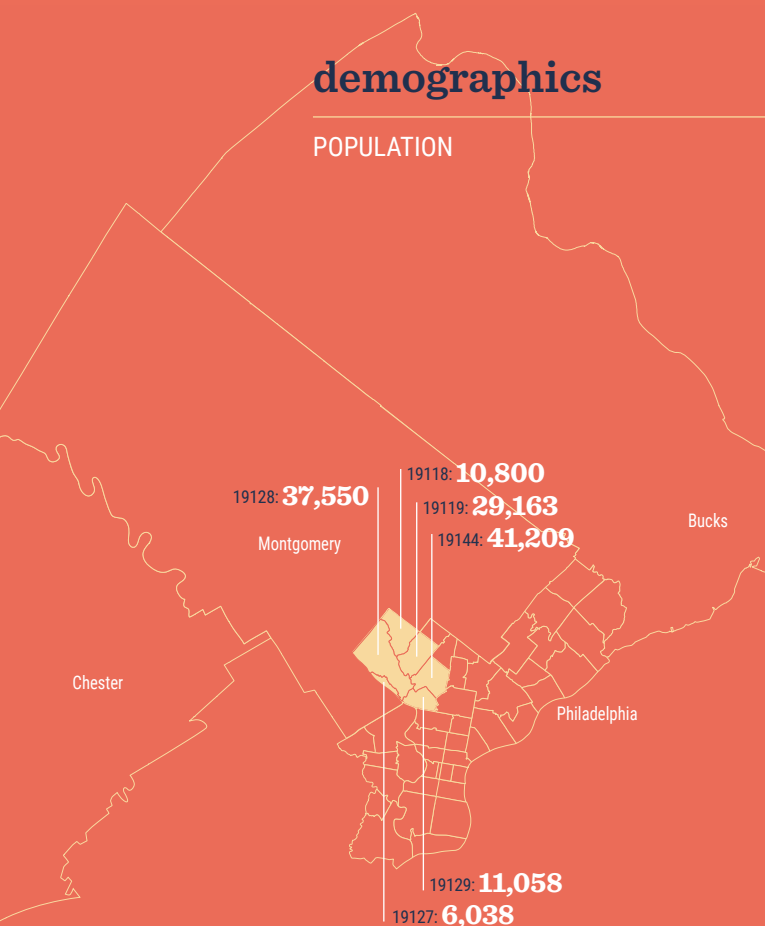 demographics
POPULATION
19118: 10,800
19128: 37,550
19119: 29,163
Bucks
19144: 41,209
Montgomery
Chester
Philadelphia
19129: 11,058
19127: 6,038